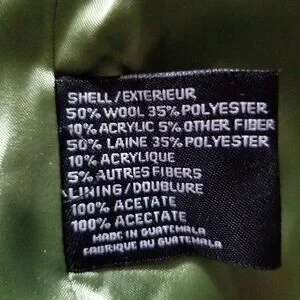 SHELL/EXTERIEUR
50% WOOL 35% POLYESTER
10% ACRYLIC 5% OTHER FIBER
50% LAINE 35% POLYESTER
10% ACRYLIQUE
5% AUTRES FIBERS
LINING/DOUBLURE
100% ACETATE
100% ACECTATE
MADE IN GUATEMALA
FABRIQUE AU GUATEMALA